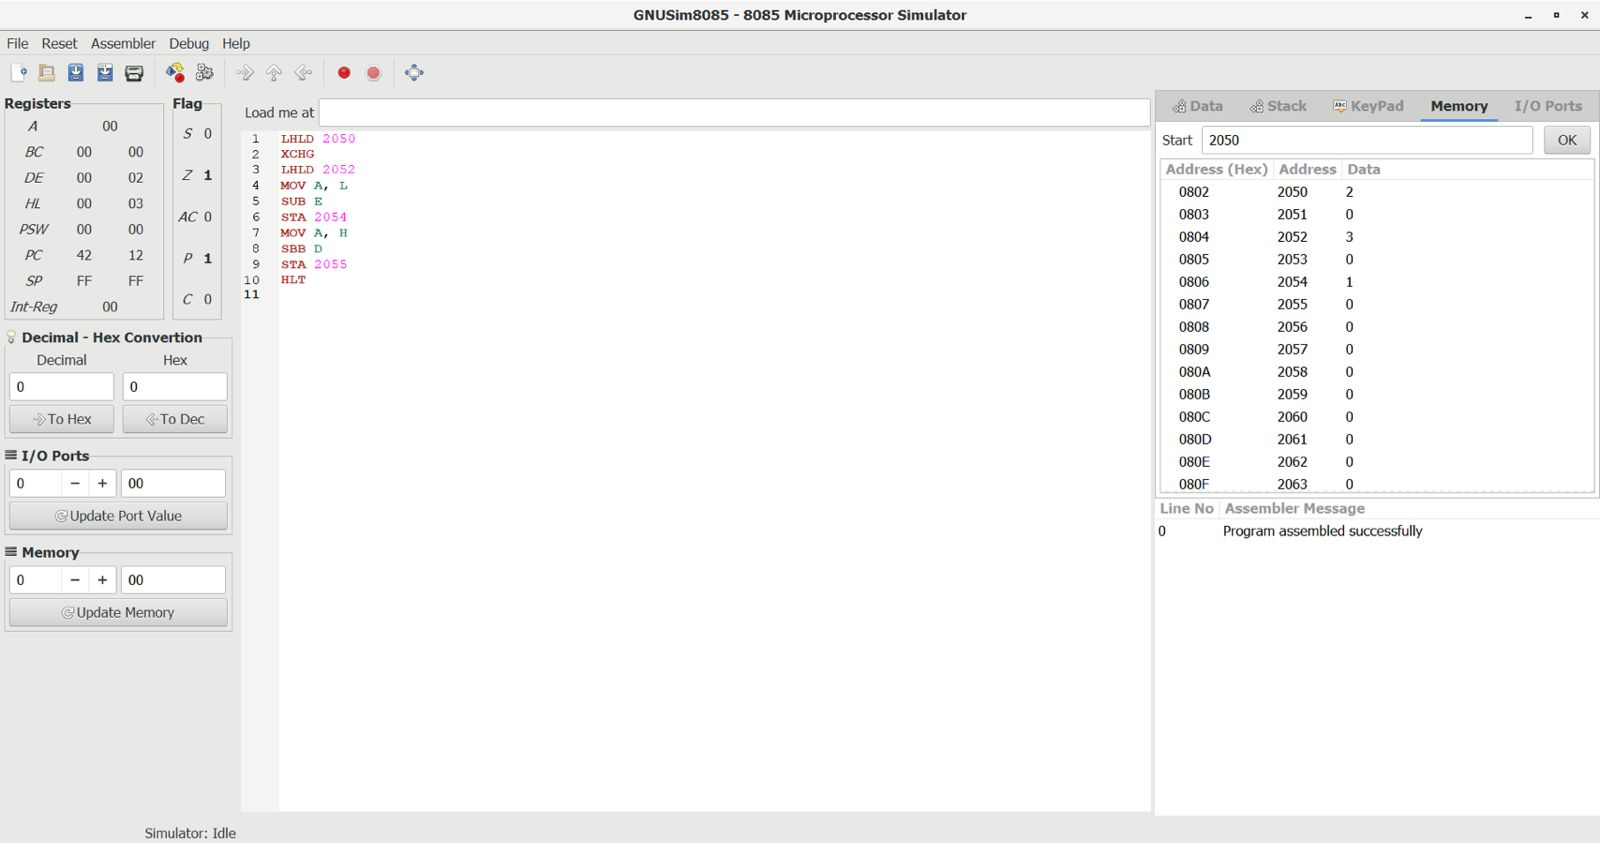 GNUSim8085 - 8085 Microprocessor Simulator
File Reset Assembler Debug Help
Registers
A 00
BC 00 00
DE 00 02
HL 00 03
PSW 00 00
PC 42 12
SP FF FF
Int-Reg 00
Flag
S 0
Z 1
AC 0
P 1
C 0
Decimal - Hex Convertion
Decimal Hex
0 0
To Hex To Dec
I/O Ports
0 - + 00
Update Port Value
Memory
0 - + 00
Update Memory
Load me at
1 LHLD 2050
2 XCHG
3 LHLD 2052
4 MOV A, L
5 SUB E
6 STA 2054
7 MOV A, H
8 SBB D
9 STA 2055
10 HLT
11
Data Stack Abc KeyPad Memory I/O Ports
Start 2050 OK
Address (Hex) Address Data
0802 2050 2
0803 2051 0
0804 2052 3
0805 2053 0
0806 2054 1
0807 2055 0
0808 2056 0
0809 2057 0
080A 2058 0
080B 2059 0
080C 2060 0
080D 2061 0
080E 2062 0
080F 2063 0
Line No Assembler Message
0 Program assembled successfully
Simulator: Idle